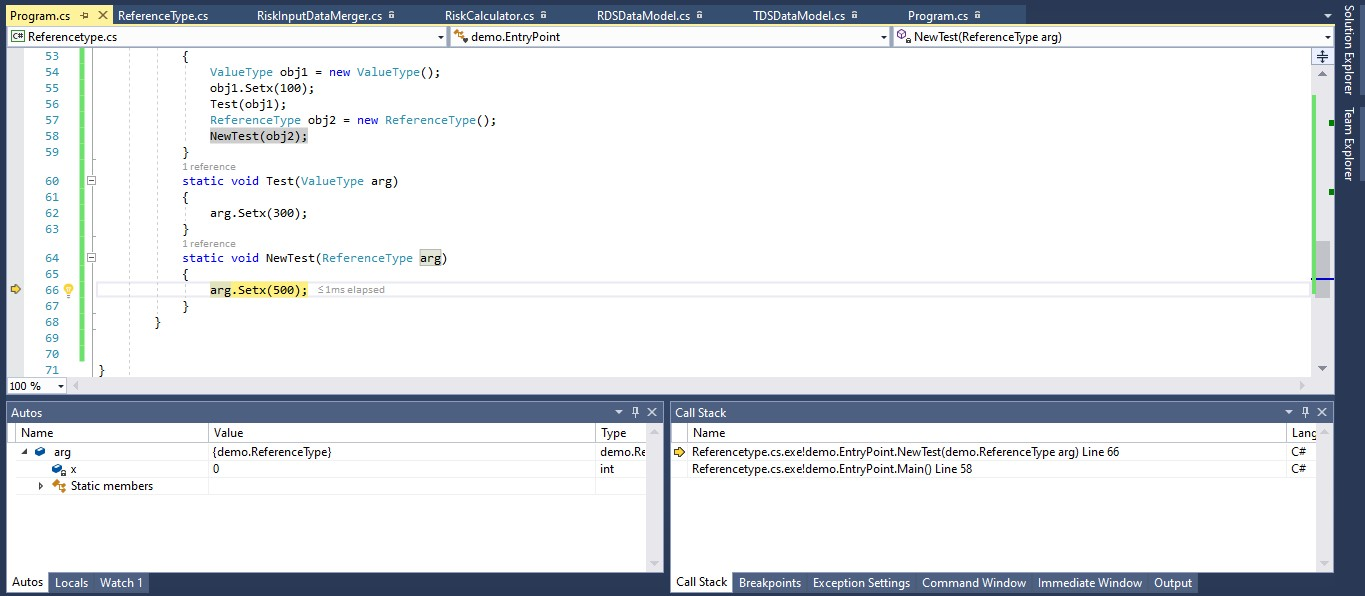 Program.cs
ReferenceType.cs
RiskInputDataMerger.cs
RiskCalculator.cs
RDSDataModel.cs
TDSDataModel.cs
Program.cs
C# Referencetype.cs
demo.EntryPoint
NewTest(ReferenceType arg)
53 {
54 ValueType obj1 = new ValueType();
55 obj1.Setx(100);
56 Test(obj1);
57 ReferenceType obj2 = new ReferenceType();
58 NewTest(obj2);
59 }
1 reference
60 static void Test(ValueType arg)
61 {
62 arg.Setx(300);
63 }
1 reference
64 static void NewTest(ReferenceType arg)
65 {
66 arg.Setx(500); ≤1ms elapsed
67 }
68 }
69
70
71 }
100 %
Solution Explorer
Team Explorer
Autos
Name Value Type
arg {demo.ReferenceType} demo.Re
x 0 int
Static members
Autos Locals Watch 1
Call Stack
Name Lang
Referencetype.cs.exe!demo.EntryPoint.NewTest(demo.ReferenceType arg) Line 66 C#
Referencetype.cs.exe!demo.EntryPoint.Main() Line 58 C#
Call Stack Breakpoints Exception Settings Command Window Immediate Window Output